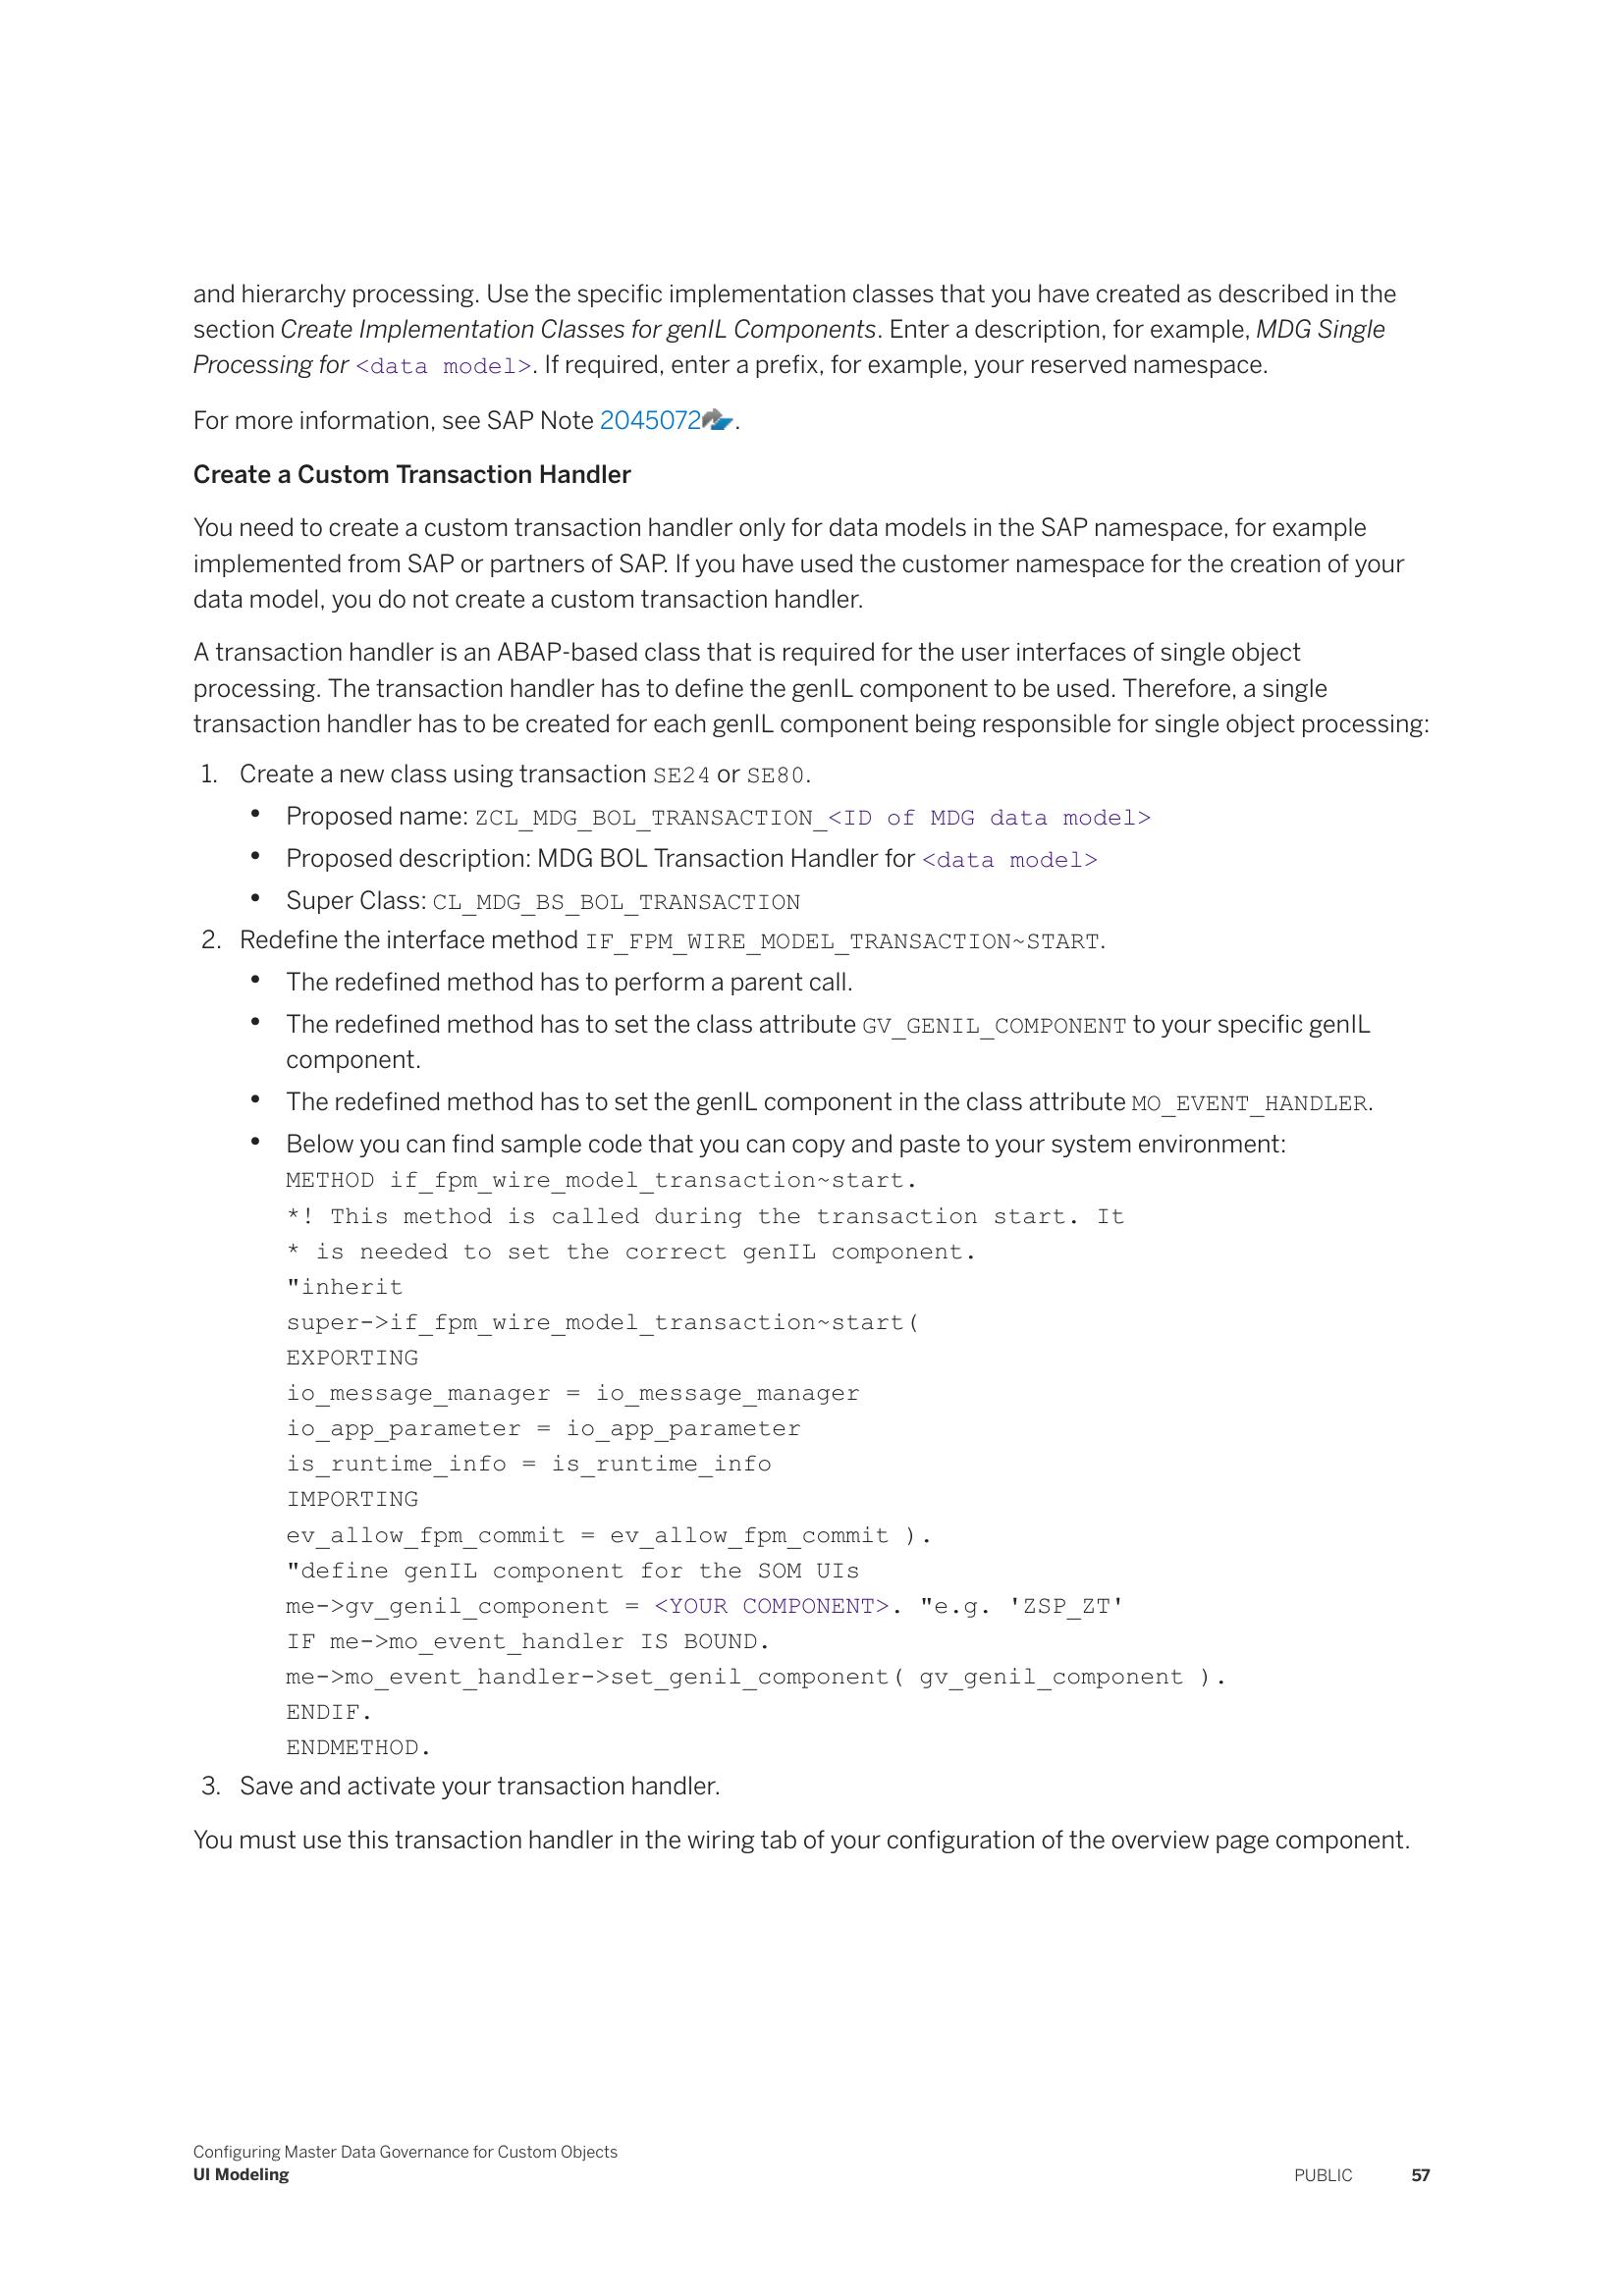 and hierarchy processing. Use the specific implementation classes that you have created as described in the
section Create Implementation Classes for genIL Components. Enter a description, for example, MDG Single
Processing for <data model>. If required, enter a prefix, for example, your reserved namespace.
For more information, see SAP Note 2045072.
Create a Custom Transaction Handler
You need to create a custom transaction handler only for data models in the SAP namespace, for example
implemented from SAP or partners of SAP. If you have used the customer namespace for the creation of your
data model, you do not create a custom transaction handler.
A transaction handler is an ABAP-based class that is required for the user interfaces of single object
processing. The transaction handler has to define the genIL component to be used. Therefore, a single
transaction handler has to be created for each genIL component being responsible for single object processing:
1. Create a new class using transaction SE24 or SE80.
• Proposed name: ZCL_MDG_BOL_TRANSACTION_<ID of MDG data model>
• Proposed description: MDG BOL Transaction Handler for <data model>
• Super Class: CL_MDG_BS_BOL_TRANSACTION
2. Redefine the interface method IF_FPM_WIRE_MODEL_TRANSACTION~START.
• The redefined method has to perform a parent call.
• The redefined method has to set the class attribute GV_GENIL_COMPONENT to your specific genIL
component.
• The redefined method has to set the genIL component in the class attribute MO_EVENT_HANDLER.
• Below you can find sample code that you can copy and paste to your system environment:
METHOD if_fpm_wire_model_transaction~start.
*! This method is called during the transaction start. It
* is needed to set the correct genIL component.
"inherit
super->if_fpm_wire_model_transaction~start(
EXPORTING
io_message_manager = io_message_manager
io_app_parameter = io_app_parameter
is_runtime_info = is_runtime_info
IMPORTING
ev_allow_fpm_commit = ev_allow_fpm_commit ).
"define genIL component for the SOM UIs
me->gv_genil_component = <YOUR COMPONENT>. "e.g. 'ZSP_ZT'
IF me->mo_event_handler IS BOUND.
me->mo_event_handler->set_genil_component( gv_genil_component ).
ENDIF.
ENDMETHOD.
3. Save and activate your transaction handler.
You must use this transaction handler in the wiring tab of your configuration of the overview page component.
Configuring Master Data Governance for Custom Objects
UI Modeling
PUBLIC 57